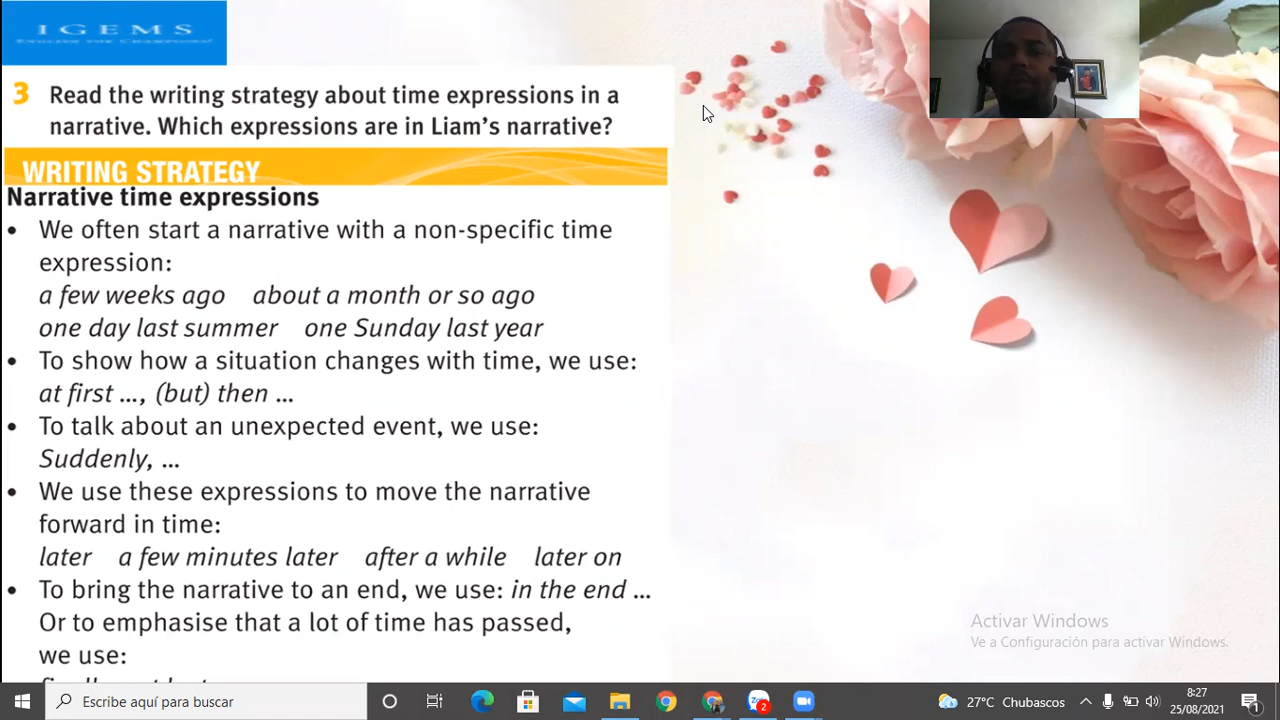 IGEMS
ENGLISH FOR CHAMPIONS!
3 Read the writing strategy about time expressions in a
narrative. Which expressions are in Liam's narrative?
WRITING STRATEGY
Narrative time expressions
• We often start a narrative with a non-specific time
expression:
a few weeks ago about a month or so ago
one day last summer one Sunday last year
• To show how a situation changes with time, we use:
at first ..., (but) then ...
• To talk about an unexpected event, we use:
Suddenly, ...
• We use these expressions to move the narrative
forward in time:
later a few minutes later after a while later on
• To bring the narrative to an end, we use: in the end ...
Or to emphasise that a lot of time has passed,
we use:
Activar Windows
Ve a Configuración para activar Windows.
Escribe aquí para buscar
2
27°C Chubascos
8:27
25/08/2021
1